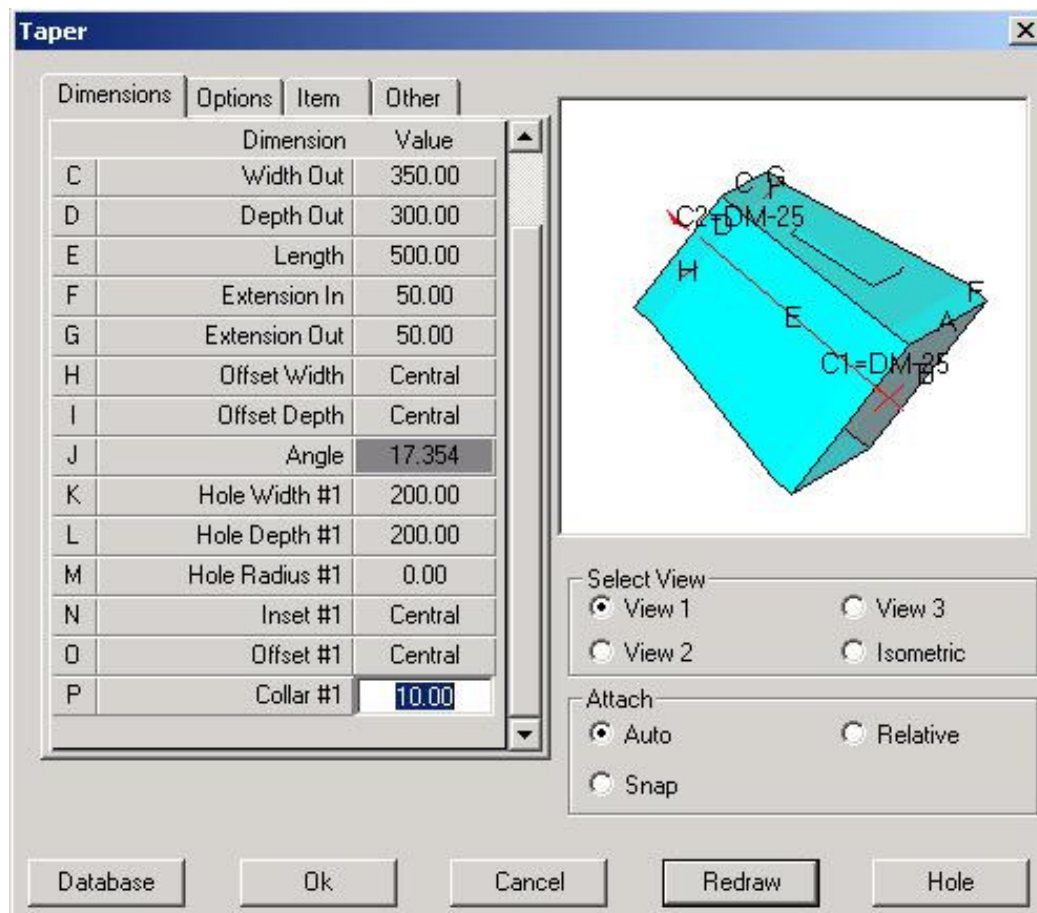 Taper
Dimensions Options Item Other
Dimension Value
C Width Out 350.00
D Depth Out 300.00
E Length 500.00
F Extension In 50.00
G Extension Out 50.00
H Offset Width Central
I Offset Depth Central
J Angle 17.354
K Hole Width #1 200.00
L Hole Depth #1 200.00
M Hole Radius #1 0.00
N Inset #1 Central
O Offset #1 Central
P Collar #1 10.00
C G
F
C2=DM-25
D
H
F
E A
C1=DM-25
B
Select View
View 1 View 3
View 2 Isometric
Attach
Auto Relative
Snap
Database Ok Cancel Redraw Hole